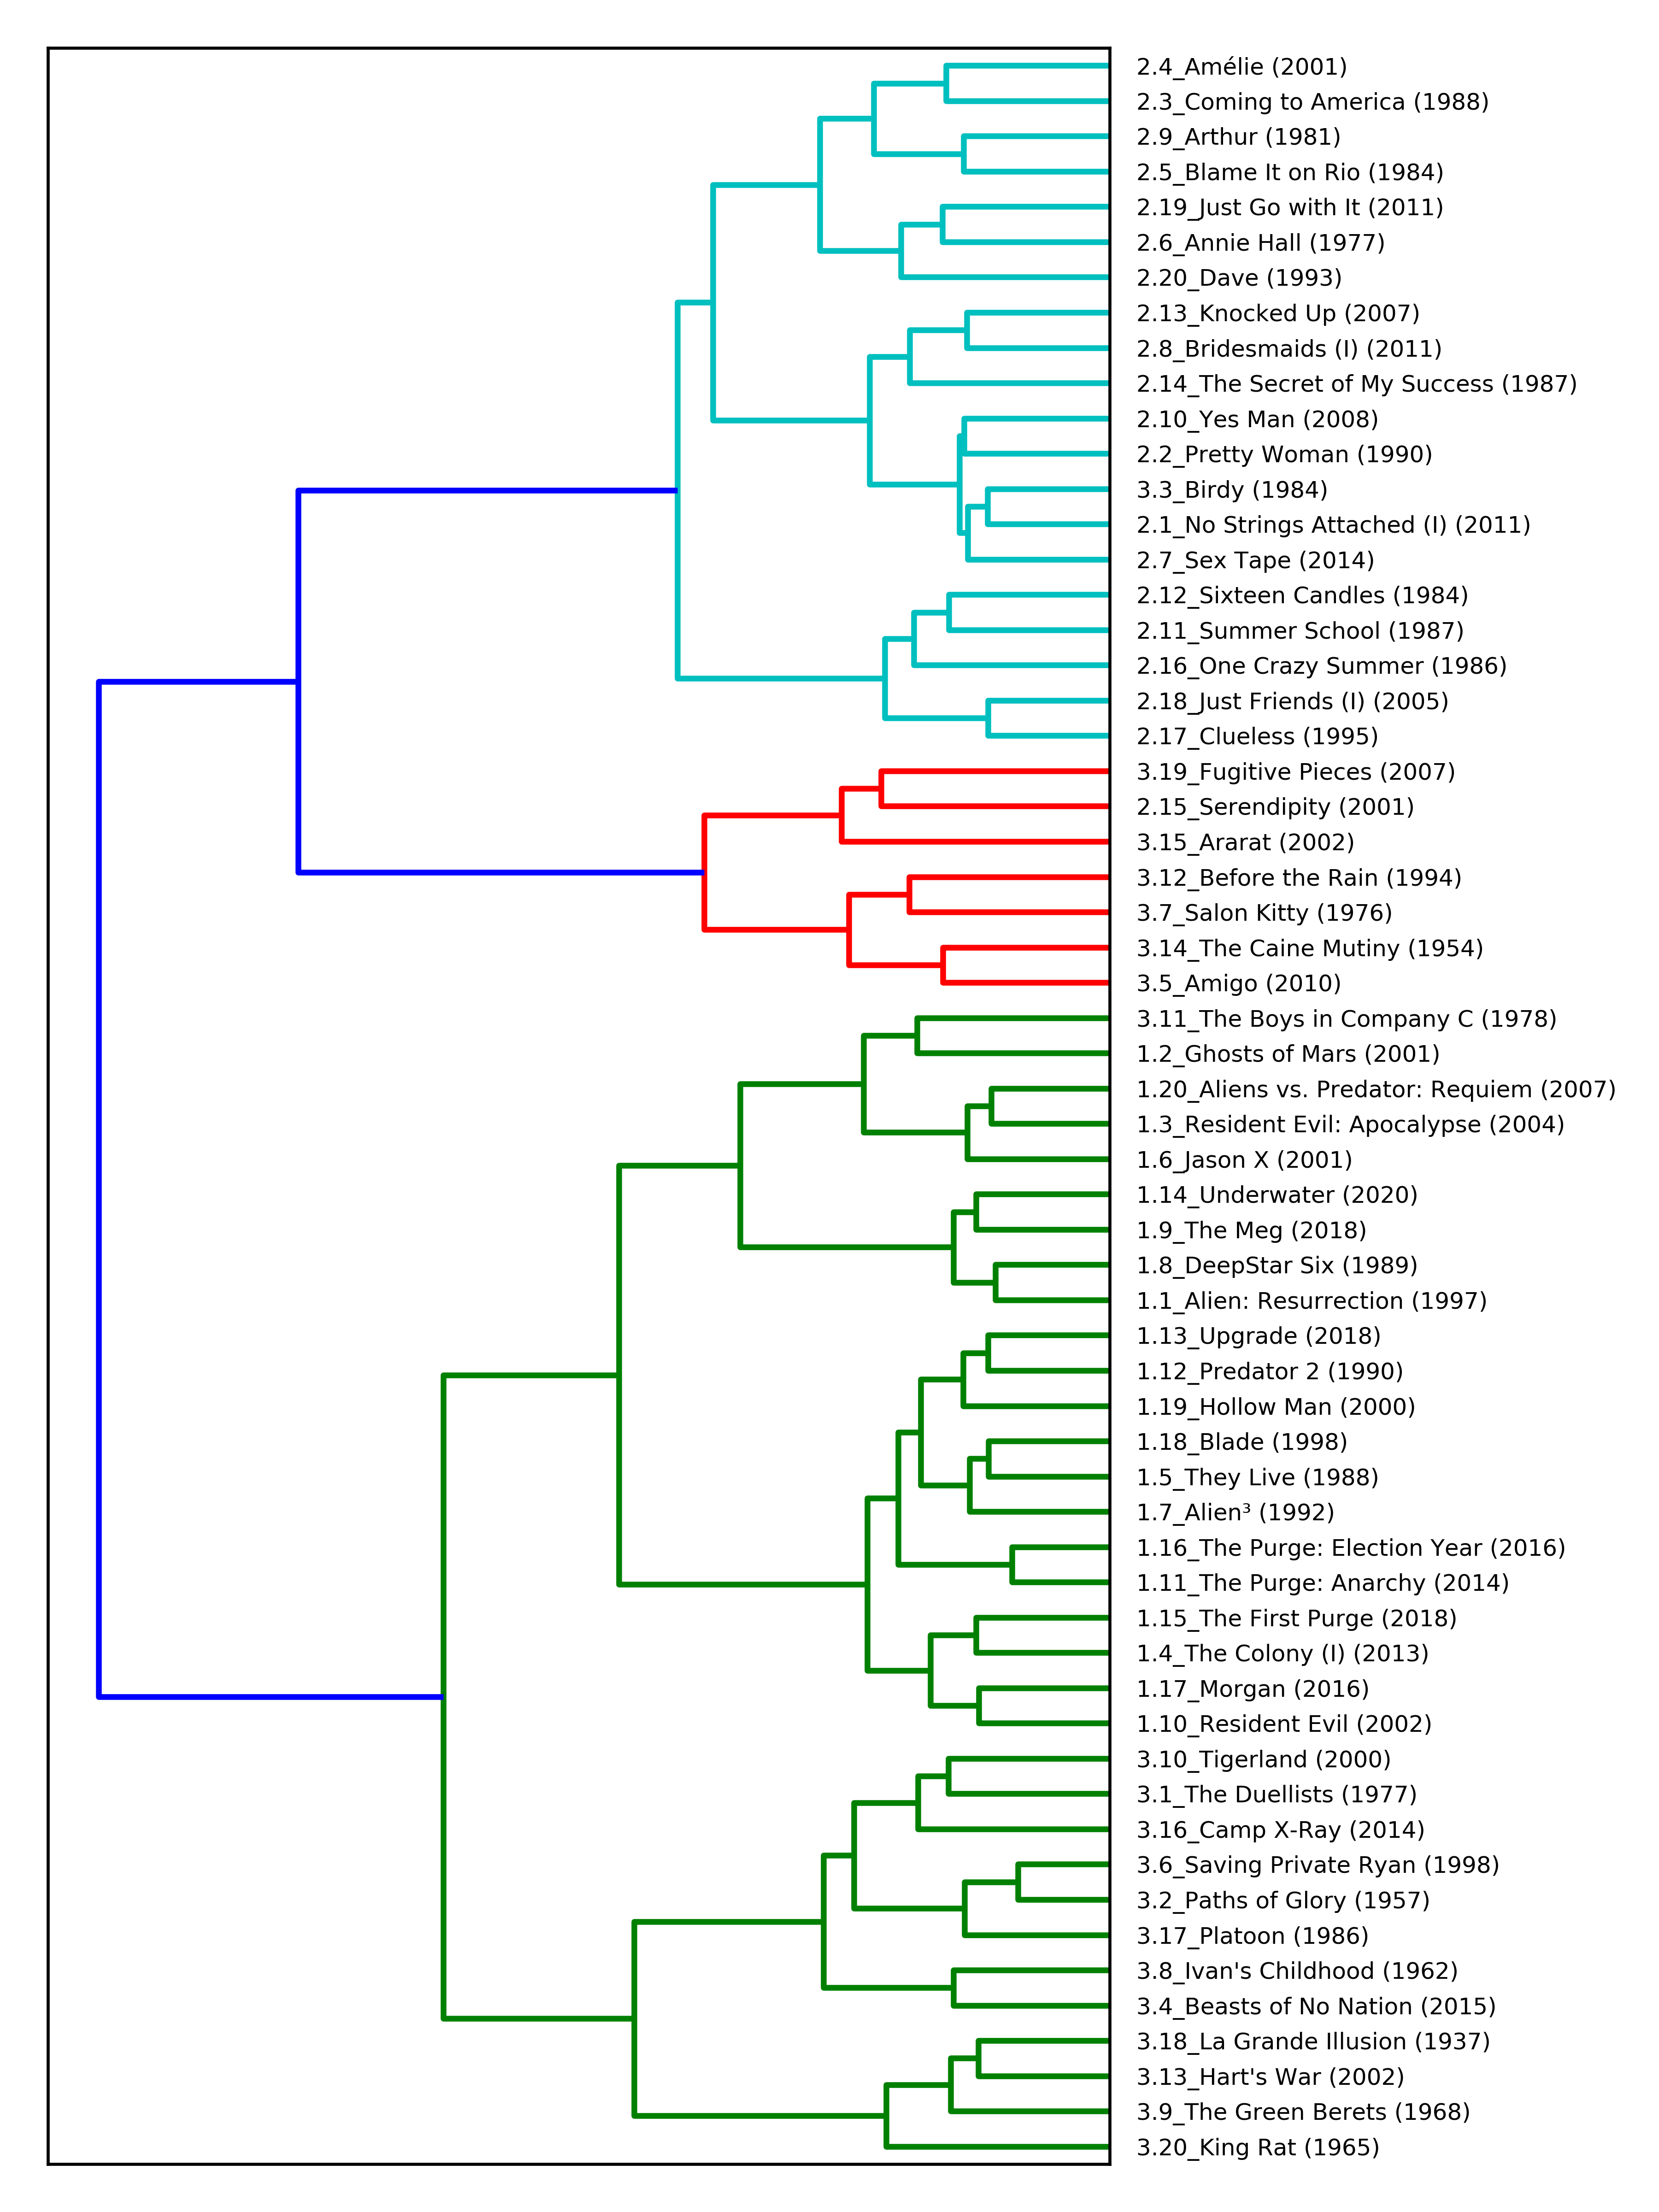 2.4_Amélie (2001)
2.3_Coming to America (1988)
2.9_Arthur (1981)
2.5_Blame It on Rio (1984)
2.19_Just Go with It (2011)
2.6_Annie Hall (1977)
2.20_Dave (1993)
2.13_Knocked Up (2007)
2.8_Bridesmaids (I) (2011)
2.14_The Secret of My Success (1987)
2.10_Yes Man (2008)
2.2_Pretty Woman (1990)
3.3_Birdy (1984)
2.1_No Strings Attached (I) (2011)
2.7_Sex Tape (2014)
2.12_Sixteen Candles (1984)
2.11_Summer School (1987)
2.16_One Crazy Summer (1986)
2.18_Just Friends (I) (2005)
2.17_Clueless (1995)
3.19_Fugitive Pieces (2007)
2.15_Serendipity (2001)
3.15_Ararat (2002)
3.12_Before the Rain (1994)
3.7_Salon Kitty (1976)
3.14_The Caine Mutiny (1954)
3.5_Amigo (2010)
3.11_The Boys in Company C (1978)
1.2_Ghosts of Mars (2001)
1.20_Aliens vs. Predator: Requiem (2007)
1.3_Resident Evil: Apocalypse (2004)
1.6_Jason X (2001)
1.14_Underwater (2020)
1.9_The Meg (2018)
1.8_DeepStar Six (1989)
1.1_Alien: Resurrection (1997)
1.13_Upgrade (2018)
1.12_Predator 2 (1990)
1.19_Hollow Man (2000)
1.18_Blade (1998)
1.5_They Live (1988)
1.7_Alien³ (1992)
1.16_The Purge: Election Year (2016)
1.11_The Purge: Anarchy (2014)
1.15_The First Purge (2018)
1.4_The Colony (I) (2013)
1.17_Morgan (2016)
1.10_Resident Evil (2002)
3.10_Tigerland (2000)
3.1_The Duellists (1977)
3.16_Camp X-Ray (2014)
3.6_Saving Private Ryan (1998)
3.2_Paths of Glory (1957)
3.17_Platoon (1986)
3.8_Ivan's Childhood (1962)
3.4_Beasts of No Nation (2015)
3.18_La Grande Illusion (1937)
3.13_Hart's War (2002)
3.9_The Green Berets (1968)
3.20_King Rat (1965)